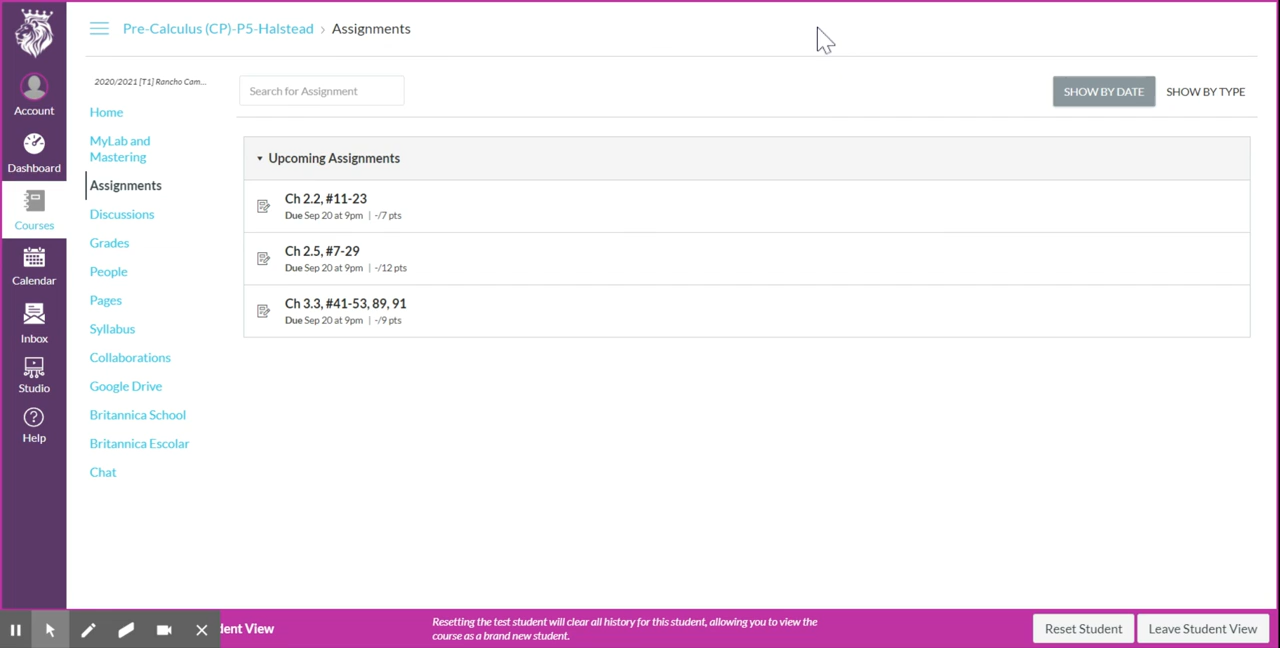 Pre-Calculus (CP)-P5-Halstead › Assignments
Account
Dashboard
Courses
Calendar
Inbox
Studio
Help
2020/2021 [T1] Rancho Cam...
Home
MyLab and
Mastering
Assignments
Discussions
Grades
People
Pages
Syllabus
Collaborations
Google Drive
Britannica School
Britannica Escolar
Chat
Search for Assignment
SHOW BY DATE
SHOW BY TYPE
Upcoming Assignments
Ch 2.2, #11-23
Due Sep 20 at 9pm | -/7 pts
Ch 2.5, #7-29
Due Sep 20 at 9pm | -/12 pts
Ch 3.3, #41-53, 89, 91
Due Sep 20 at 9pm | -/9 pts
dent View
Resetting the test student will clear all history for this student, allowing you to view the
course as a brand new student.
Reset Student
Leave Student View